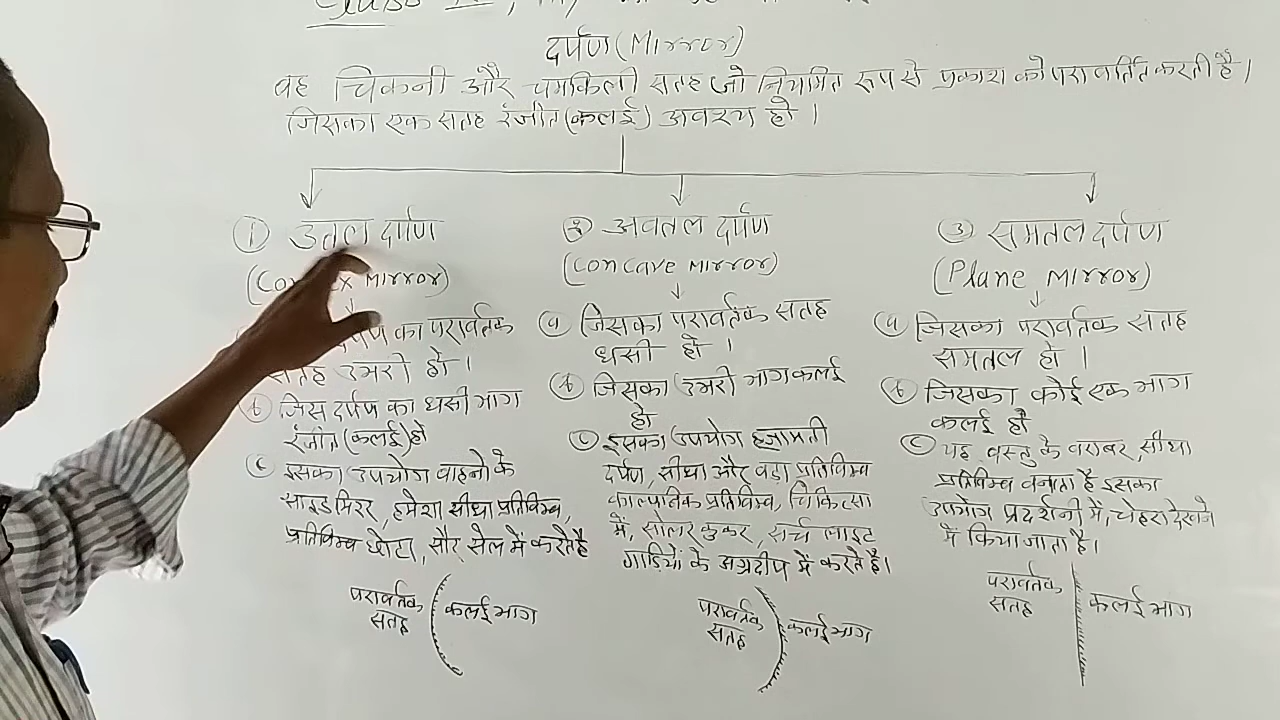 दर्पण (Mirror)
वह चिकनी और चमकिली सतह जो नियमित रूप से प्रकाश को परावर्तित करती है।
जिसका एक सतह रंजीत (कलई) अवश्य हो।
① उत्तल दर्पण
(Mirror)
का परावर्तक
सतह उभरी हो।
b जिस दर्पण का धसी भाग
रंजीत (कलई) हो
c इसका उपयोग वाहनो के
साइड मिरर, हमेशा सीधा प्रतिविम्ब,
प्रतिविम्ब छोटा, सौर सेल में करते है
परावर्तक
सतह
कलई भाग
② अवतल दर्पण
(Concave Mirror)
a जिसका परावर्तक सतह
धसी हो।
b जिसका उभरी भाग कलई
हो
c इसका उपयोग हजामती
दर्पण, सीधा और बड़ा प्रतिविम्ब
काल्पतिक प्रतिविम्ब, चिकित्सा
में, सोलर कुकर, सर्च लाइट
गाड़ियों के अग्रदीप में करते है।
परावर्तक
सतह
कलई भाग
③ समतल दर्पण
(Plane Mirror)
a जिसका परावर्तक सतह
समतल हो।
b जिसका कोई एक भाग
कलई हो
c यह वस्तु के बराबर, सीधा
प्रतिविम्ब बनाता है इसका
उपयोग प्रदर्शनी में, चेहरा देखने
में किया जाता है।
परावर्तक
सतह
कलई भाग